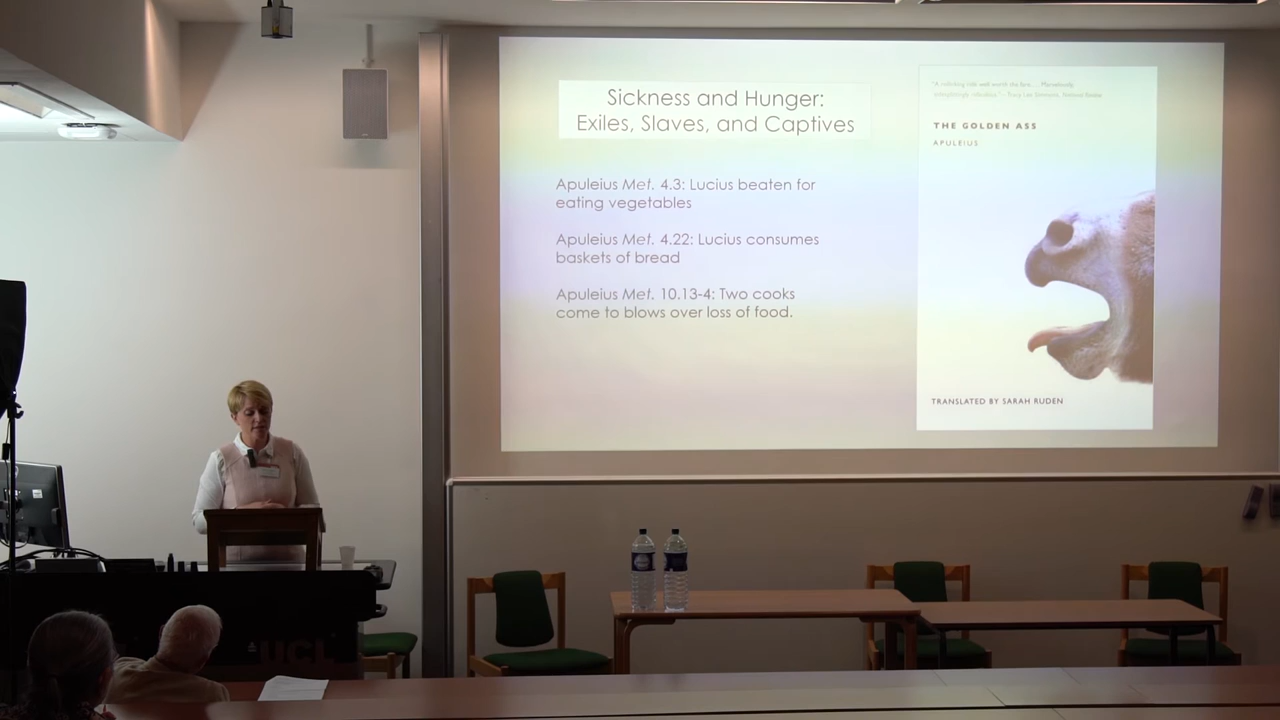 Sickness and Hunger:
Exiles, Slaves, and Captives
Apuleius Met. 4.3: Lucius beaten for
eating vegetables
Apuleius Met. 4.22: Lucius consumes
baskets of bread
Apuleius Met. 10.13-4: Two cooks
come to blows over loss of food.
THE GOLDEN ASS
APULEIUS
TRANSLATED BY SARAH RUDEN
UCL